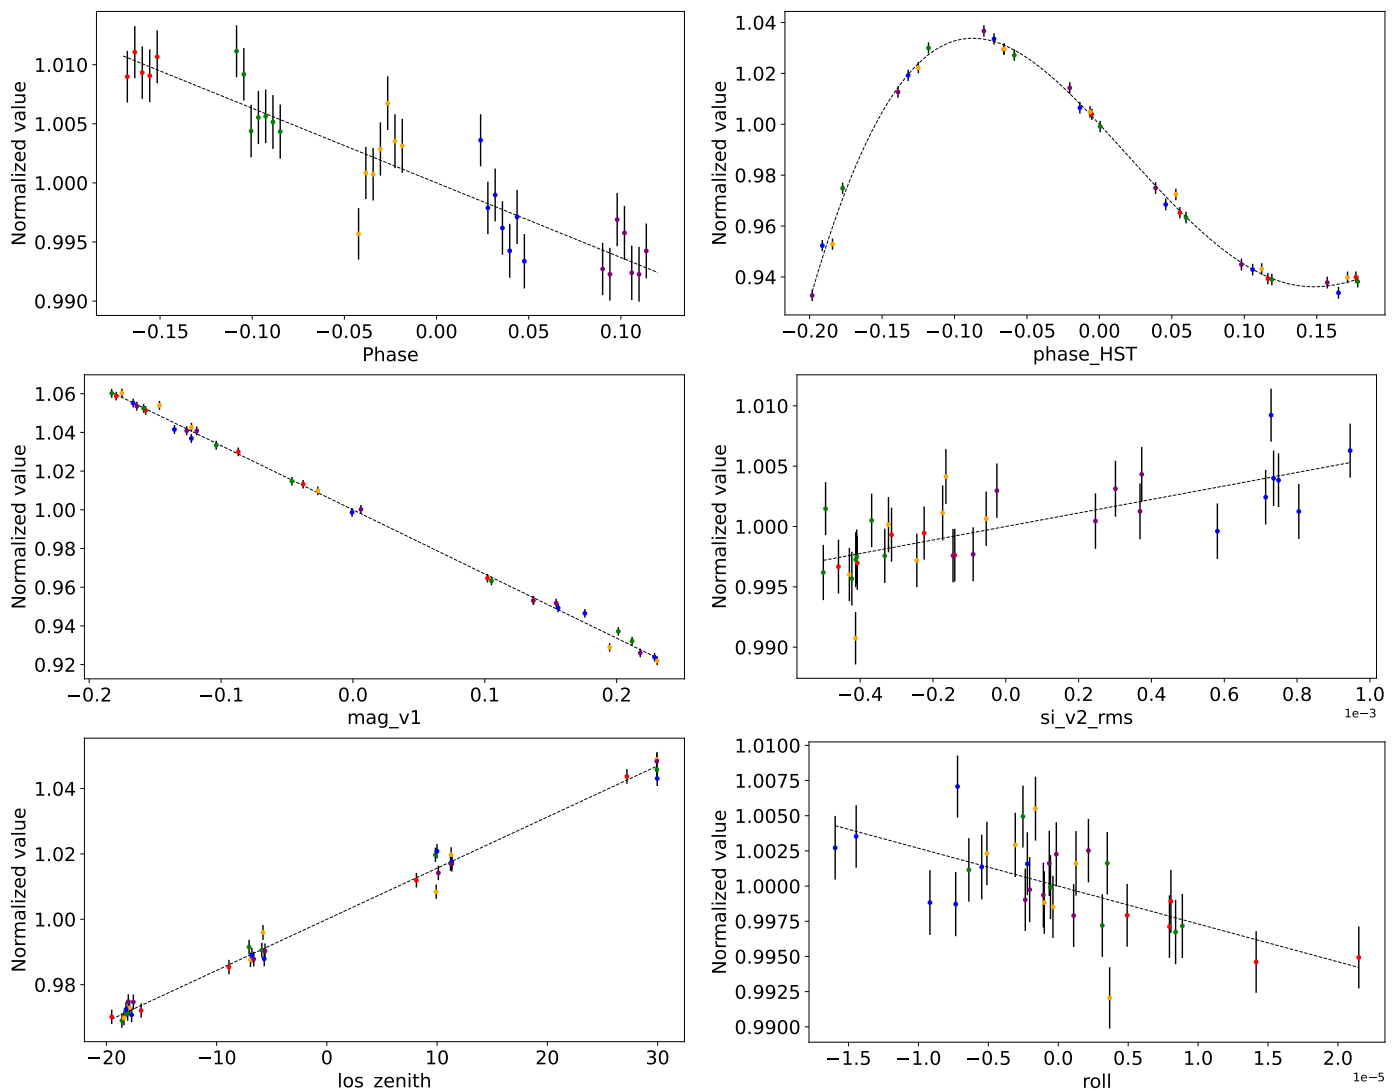 1.010
1.005
1.000
0.995
0.990
Normalized value
−0.15 −0.10 −0.05 0.00 0.05 0.10
Phase
1.04
1.02
1.00
0.98
0.96
0.94
Normalized value
−0.20 −0.15 −0.10 −0.05 0.00 0.05 0.10 0.15
phase_HST
1.06
1.04
1.02
1.00
0.98
0.96
0.94
0.92
Normalized value
−0.2 −0.1 0.0 0.1 0.2
mag_v1
1.010
1.005
1.000
0.995
0.990
Normalized value
−0.4 −0.2 0.0 0.2 0.4 0.6 0.8 1.0
si_v2_rms
1e−3
1.04
1.02
1.00
0.98
Normalized value
−20 −10 0 10 20 30
los_zenith
1.0100
1.0075
1.0050
1.0025
1.0000
0.9975
0.9950
0.9925
0.9900
Normalized value
−1.5 −1.0 −0.5 0.0 0.5 1.0 1.5 2.0
roll
1e−5